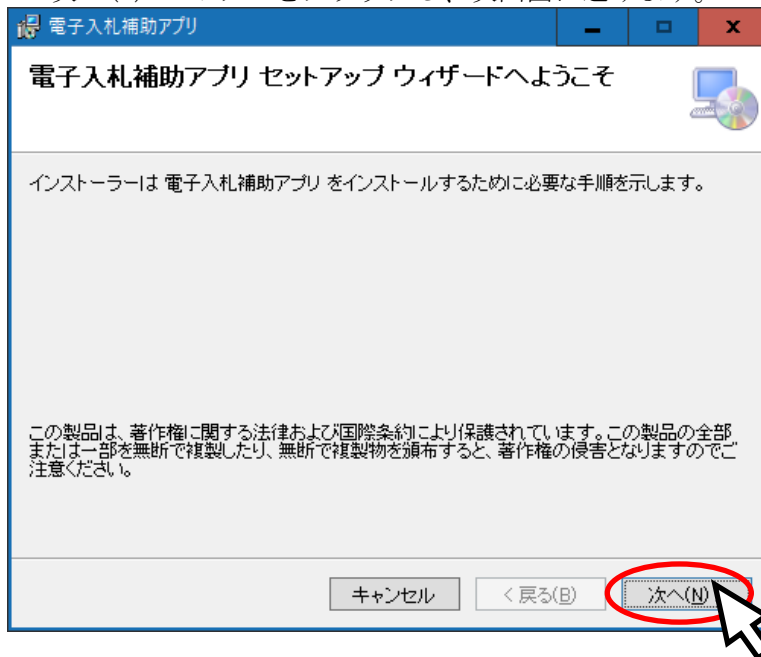 電子入札補助アプリ
電子入札補助アプリ セットアップ ウィザードへようこそ
インストーラーは 電子入札補助アプリ をインストールするために必要な手順を示します。
この製品は、著作権に関する法律および国際条約により保護されています。この製品の全部
または一部を無断で複製したり、無断で複製物を頒布すると、著作権の侵害となりますのでご
注意ください。
キャンセル
< 戻る(B)
次へ(N)